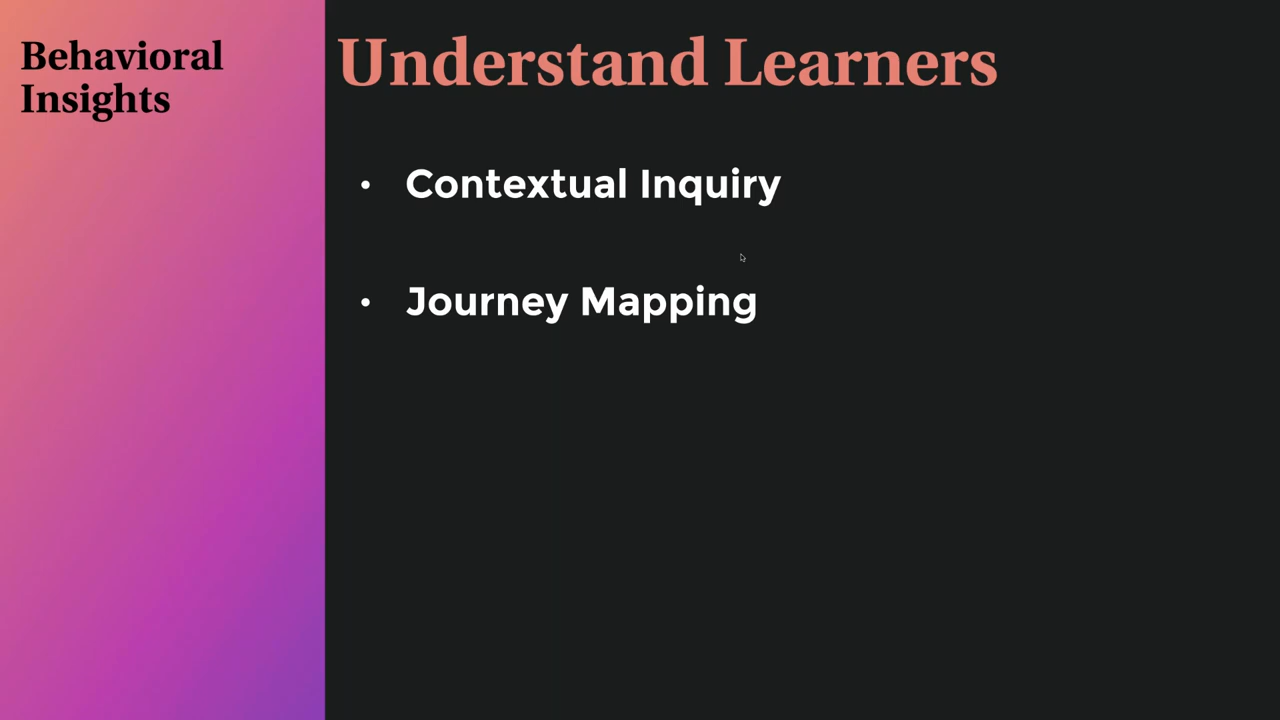 Behavioral
Insights
Understand Learners
• Contextual Inquiry
• Journey Mapping